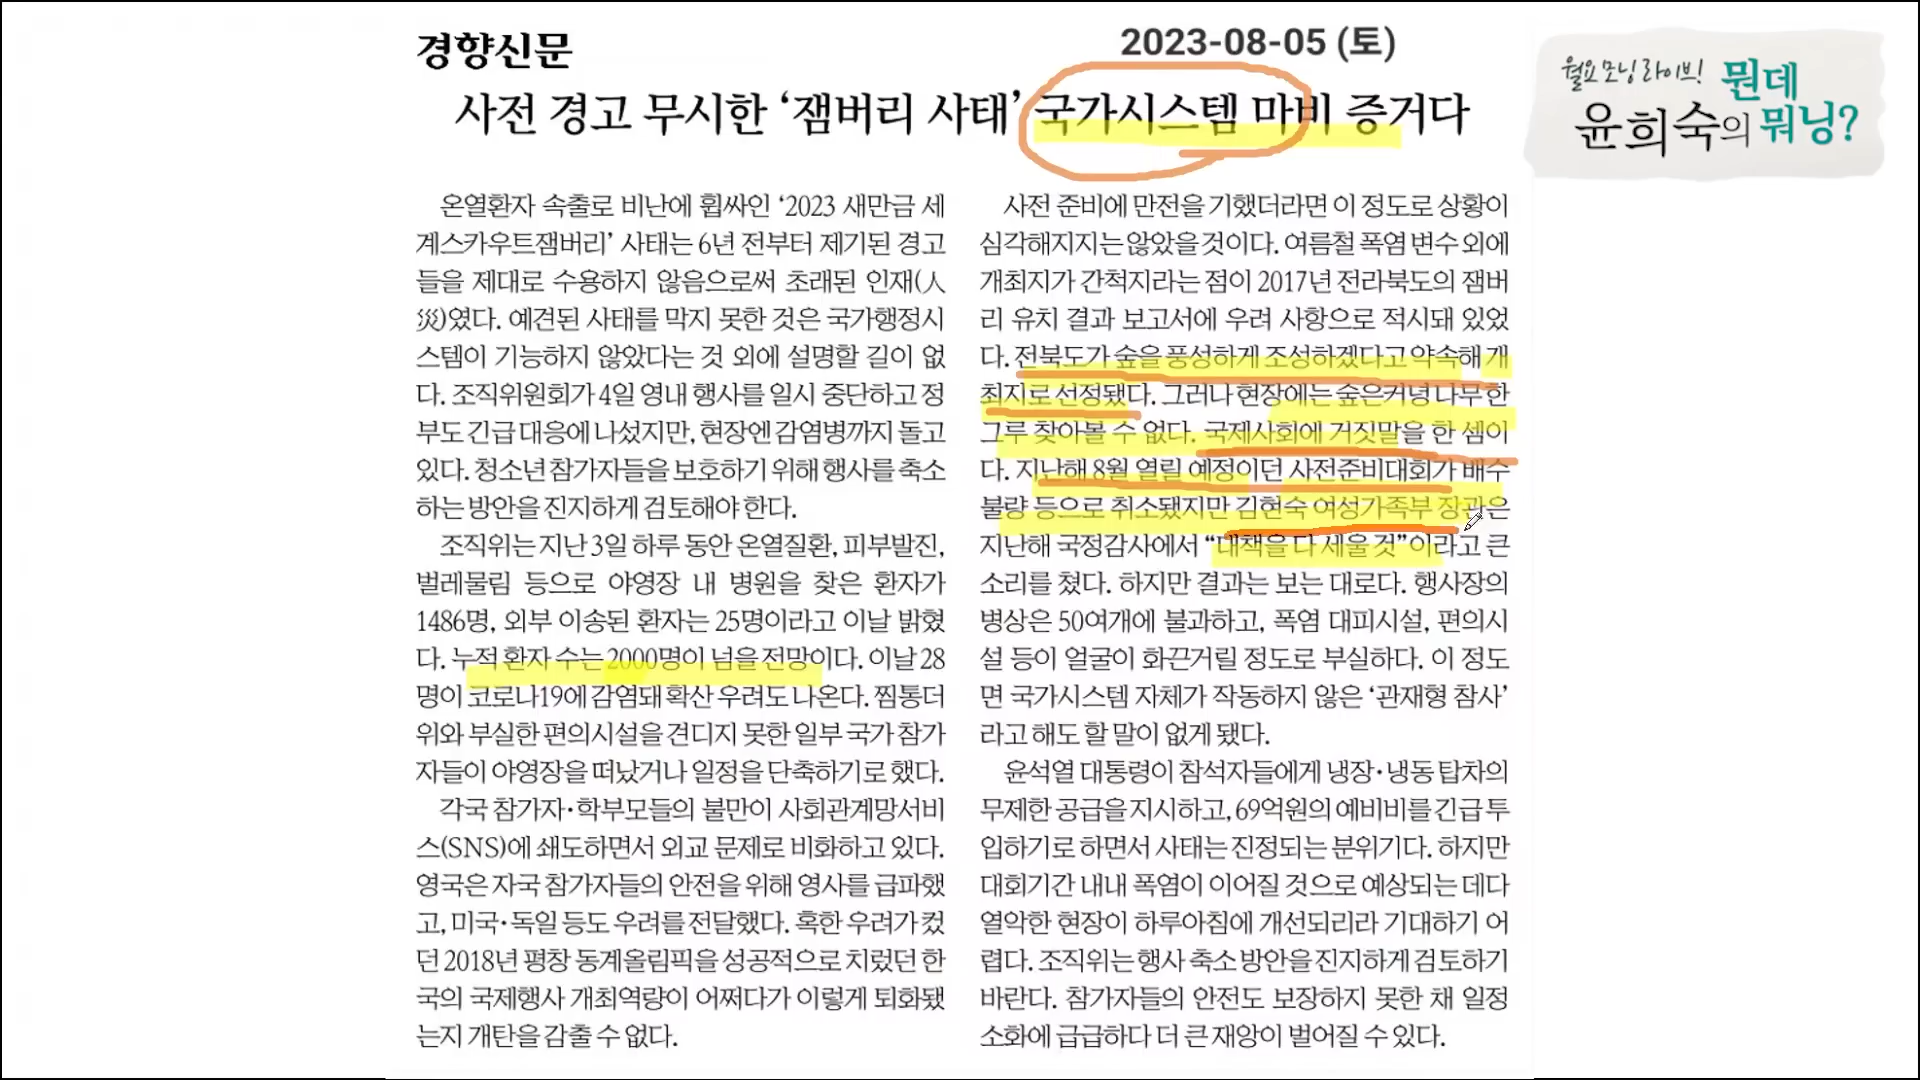 경향신문
2023-08-05 (토)
월요 모닝 라이브!
뭔데
윤희숙의 뭐닝?
사전 경고 무시한 ‘잼버리 사태’ 국가시스템 마비 증거다
온열환자 속출로 비난에 휩싸인 ‘2023 새만금 세
계스카우트잼버리’ 사태는 6년 전부터 제기된 경고
들을 제대로 수용하지 않음으로써 초래된 인재(人
災)였다. 예견된 사태를 막지 못한 것은 국가행정시
스템이 기능하지 않았다는 것 외에 설명할 길이 없
다. 조직위원회가 4일 영내 행사를 일시 중단하고 정
부도 긴급 대응에 나섰지만, 현장엔 감염병까지 돌고
있다. 청소년 참가자들을 보호하기 위해 행사를 축소
하는 방안을 진지하게 검토해야 한다.
조직위는 지난 3일 하루 동안 온열질환, 피부발진,
벌레물림 등으로 야영장 내 병원을 찾은 환자가
1486명, 외부 이송된 환자는 25명이라고 이날 밝혔
다. 누적 환자 수는 2000명이 넘을 전망이다. 이날 28
명이 코로나19에 감염돼 확산 우려도 나온다. 찜통더
위와 부실한 편의시설을 견디지 못한 일부 국가 참가
자들이 야영장을 떠났거나 일정을 단축하기로 했다.
각국 참가자·학부모들의 불만이 사회관계망서비
스(SNS)에 쇄도하면서 외교 문제로 비화하고 있다.
영국은 자국 참가자들의 안전을 위해 영사를 급파했
고, 미국·독일 등도 우려를 전달했다. 혹한 우려가 컸
던 2018년 평창 동계올림픽을 성공적으로 치렀던 한
국의 국제행사 개최역량이 어쩌다가 이렇게 퇴화됐
는지 개탄을 감출 수 없다.
사전 준비에 만전을 기했더라면 이 정도로 상황이
심각해지지는 않았을 것이다. 여름철 폭염 변수 외에
개최지가 간척지라는 점이 2017년 전라북도의 잼버
리 유치 결과 보고서에 우려 사항으로 적시돼 있었
다. 전북도가 숲을 풍성하게 조성하겠다고 약속해 개
최지로 선정됐다. 그러나 현장에는 숲은커녕 나무 한
그루 찾아볼 수 없다. 국제사회에 거짓말을 한 셈이
다. 지난해 8월 열릴 예정이던 사전준비대회가 배수
불량 등으로 취소됐지만 김현숙 여성가족부 장관은
지난해 국정감사에서 “대책을 다 세울 것”이라고 큰
소리를 쳤다. 하지만 결과는 보는 대로다. 행사장의
병상은 50여개에 불과하고, 폭염 대피시설, 편의시
설 등이 얼굴이 화끈거릴 정도로 부실하다. 이 정도
면 국가시스템 자체가 작동하지 않은 ‘관재형 참사’
라고 해도 할 말이 없게 됐다.
윤석열 대통령이 참석자들에게 냉장·냉동 탑차의
무제한 공급을 지시하고, 69억원의 예비비를 긴급 투
입하기로 하면서 사태는 진정되는 분위기다. 하지만
대회기간 내내 폭염이 이어질 것으로 예상되는 데다
열악한 현장이 하루아침에 개선되리라 기대하기 어
렵다. 조직위는 행사 축소 방안을 진지하게 검토하기
바란다. 참가자들의 안전도 보장하지 못한 채 일정
소화에 급급하다 더 큰 재앙이 벌어질 수 있다.